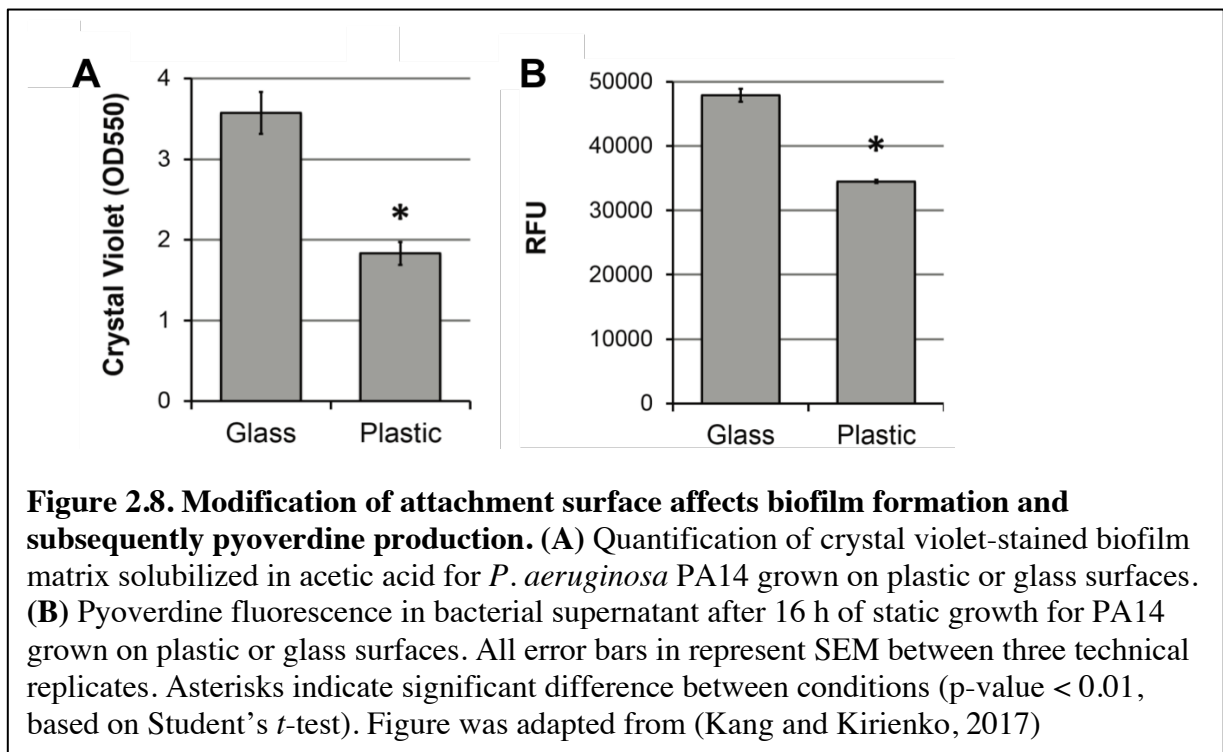 A
B
4
3
2
1
0
Crystal Violet (OD550)
*
Glass Plastic
50000
40000
30000
20000
10000
0
RFU
*
Glass Plastic
Figure 2.8. Modification of attachment surface affects biofilm formation and
subsequently pyoverdine production. (A) Quantification of crystal violet-stained biofilm
matrix solubilized in acetic acid for P. aeruginosa PA14 grown on plastic or glass surfaces.
(B) Pyoverdine fluorescence in bacterial supernatant after 16 h of static growth for PA14
grown on plastic or glass surfaces. All error bars in represent SEM between three technical
replicates. Asterisks indicate significant difference between conditions (p-value < 0.01,
based on Student’s t-test). Figure was adapted from (Kang and Kirienko, 2017)